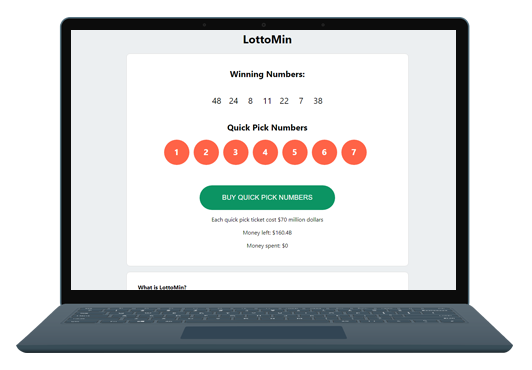 LottoMin
Winning Numbers:
48 24 8 11 22 7 38
Quick Pick Numbers
1 2 3 4 5 6 7
BUY QUICK PICK NUMBERS
Each quick pick ticket cost $70 million dollars
Money left: $160.4B
Money spent: $0
What is LottoMin?